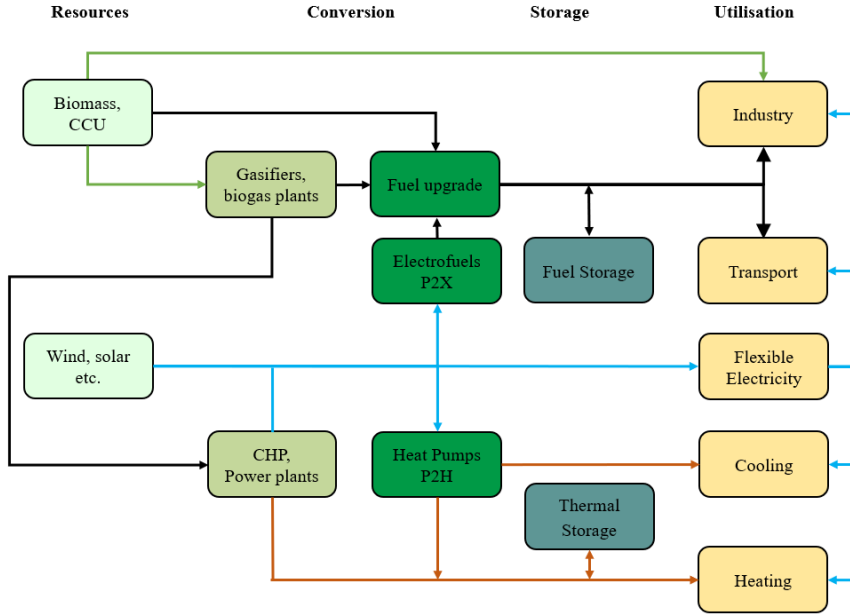 Resources
Conversion
Storage
Utilisation
Biomass,
CCU
Industry
Gasifiers,
biogas plants
Fuel upgrade
Electrofuels
P2X
Fuel Storage
Transport
Wind, solar
etc.
Flexible
Electricity
CHP,
Power plants
Heat Pumps
P2H
Cooling
Thermal
Storage
Heating